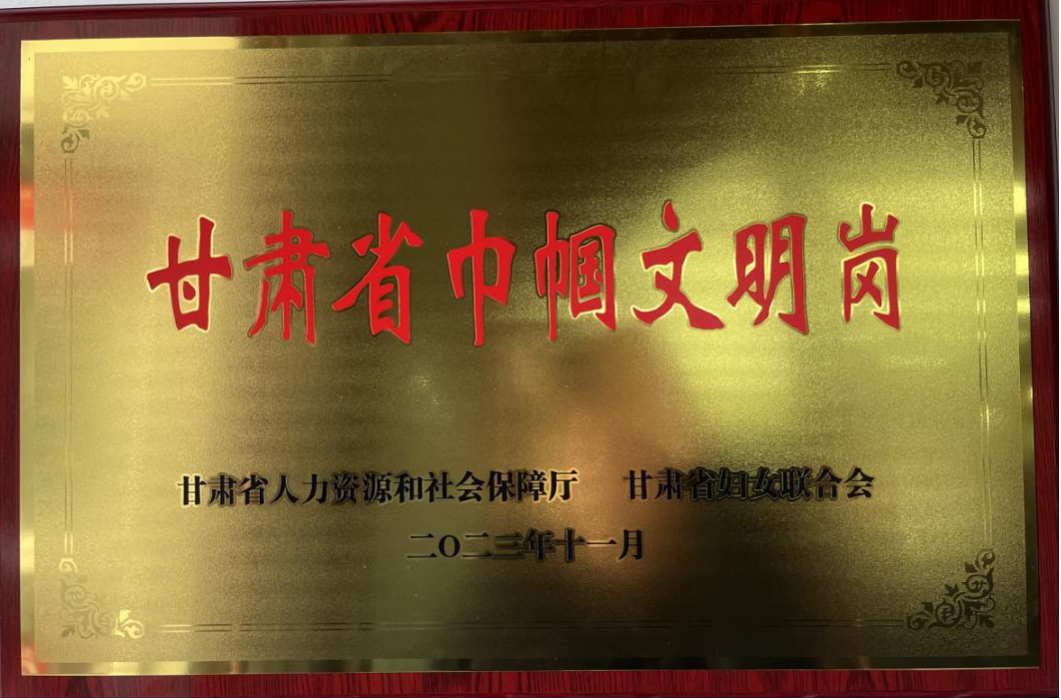 甘肃省巾帼文明岗
甘肃省人力资源和社会保障厅 甘肃省妇女联合会
二〇二三年十一月